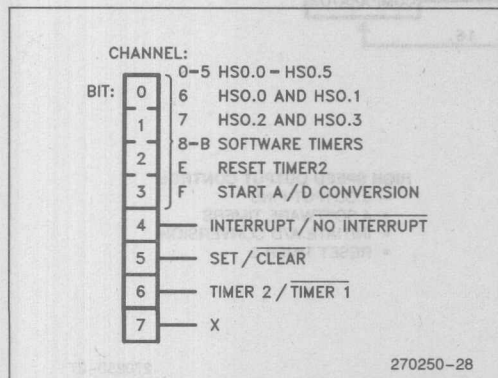 CHANNEL:
0-5 HSO.0 - HSO.5
BIT: 0
6 HSO.0 AND HSO.1
1
7 HSO.2 AND HSO.3
8-B SOFTWARE TIMERS
2
E RESET TIMER2
3
F START A/D CONVERSION
4 INTERRUPT/NO INTERRUPT
5 SET/CLEAR
6 TIMER 2/TIMER 1
7 X
270250-28